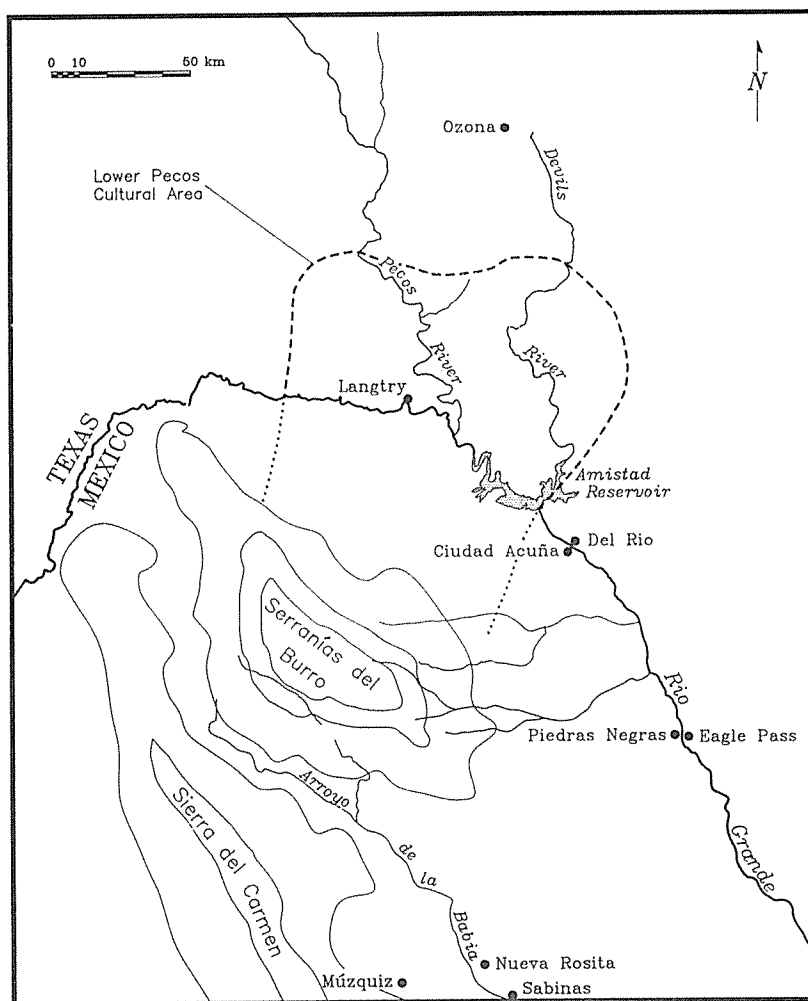 0 10 50 km
N
Ozona
Devils
River
Lower Pecos
Cultural Area
Pecos
River
Langtry
TEXAS
MEXICO
Amistad
Reservoir
Del Rio
Ciudad Acuña
Serranías del
Burro
Rio
Grande
Piedras Negras
Eagle Pass
Arroyo
de
la
Babia
Sierra del Carmen
Nueva Rosita
Múzquiz
Sabinas